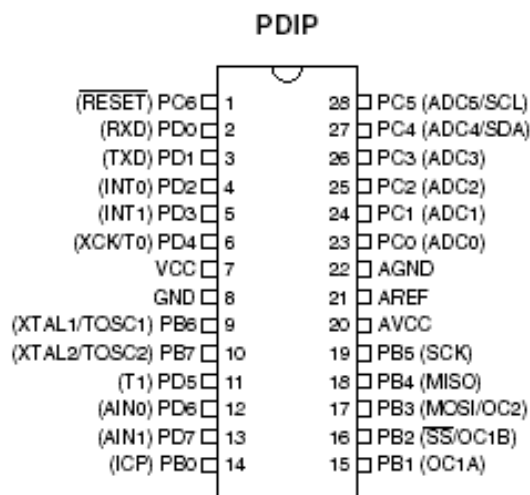 PDIP
(RESET) PC6 1 28 PC5 (ADC5/SCL)
(RXD) PD0 2 27 PC4 (ADC4/SDA)
(TXD) PD1 3 26 PC3 (ADC3)
(INT0) PD2 4 25 PC2 (ADC2)
(INT1) PD3 5 24 PC1 (ADC1)
(XCK/T0) PD4 6 23 PC0 (ADC0)
VCC 7 22 AGND
GND 8 21 AREF
(XTAL1/TOSC1) PB6 9 20 AVCC
(XTAL2/TOSC2) PB7 10 19 PB5 (SCK)
(T1) PD5 11 18 PB4 (MISO)
(AIN0) PD6 12 17 PB3 (MOSI/OC2)
(AIN1) PD7 13 16 PB2 (SS/OC1B)
(ICP) PB0 14 15 PB1 (OC1A)